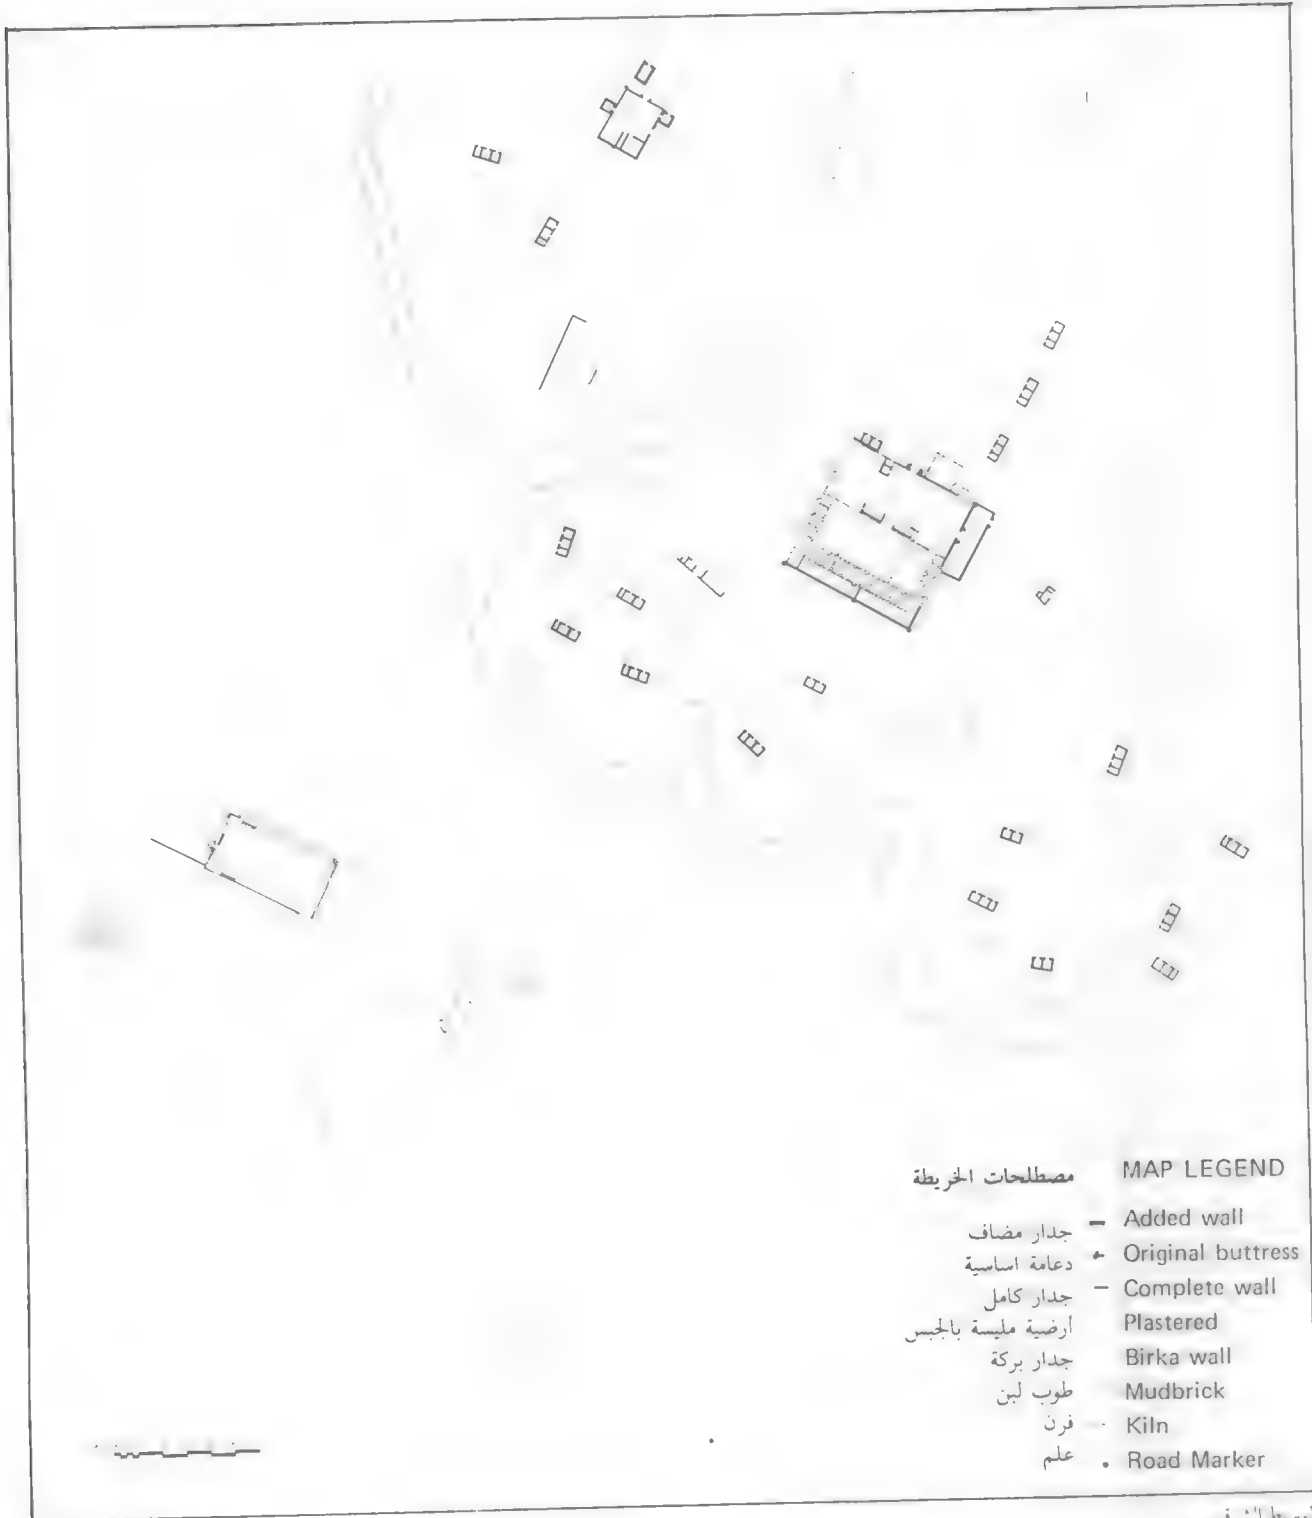 مصطلحات الخريطة MAP LEGEND
جدار مضاف Added wall
دعامة اساسية Original buttress
جدار كامل Complete wall
أرضية مليسة بالجبس Plastered
جدار بركة Birka wall
طوب لبن Mudbrick
فرن Kiln
علم Road Marker